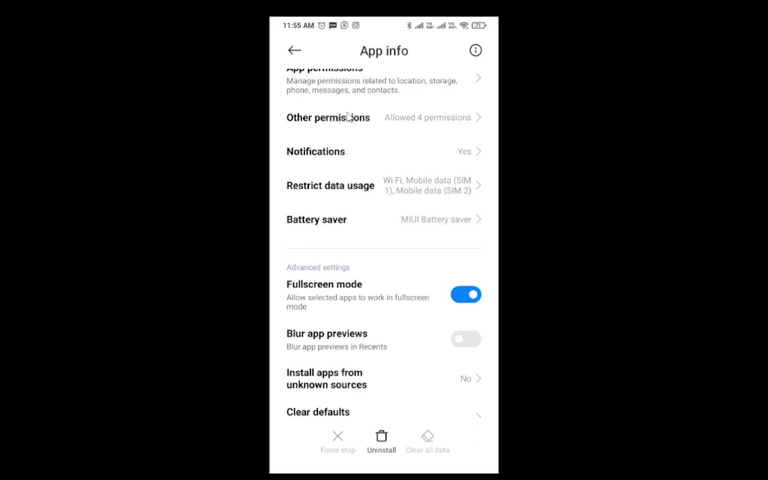 11:55 AM
App info
App permissions
Manage permissions related to location, storage,
phone, messages, and contacts.
Other permissions Allowed 4 permissions
Notifications Yes
Restrict data usage Wi-Fi, Mobile data (SIM
1), Mobile data (SIM 2)
Battery saver MIUI Battery saver
Advanced settings
Fullscreen mode
Allow selected apps to work in fullscreen
mode
Blur app previews
Blur app previews in Recents
Install apps from
unknown sources No
Clear defaults
Force stop Uninstall Clear all data